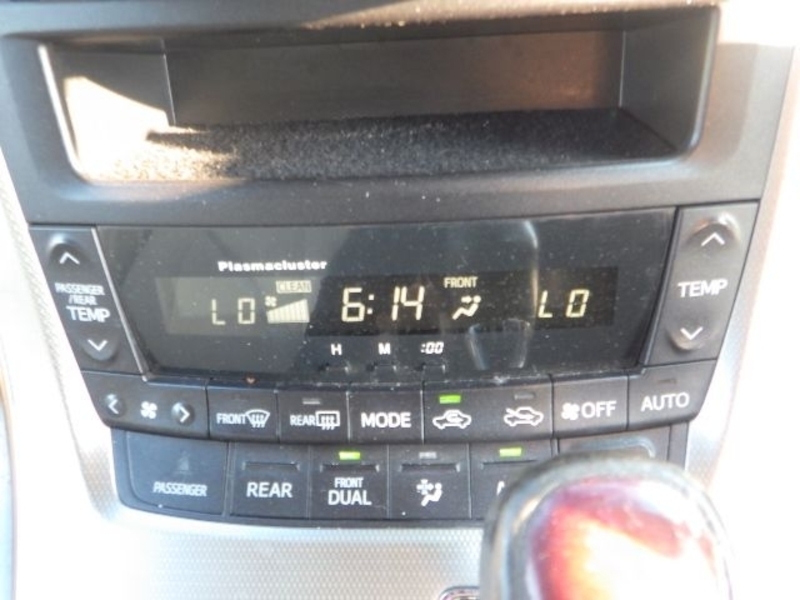 Plasmacluster
CLEAN
FRONT
LO 6:14 LO
H M :00
PASSENGER
/REAR
TEMP
TEMP
FRONT
REAR
MODE
OFF
AUTO
PASSENGER
REAR
FRONT
DUAL